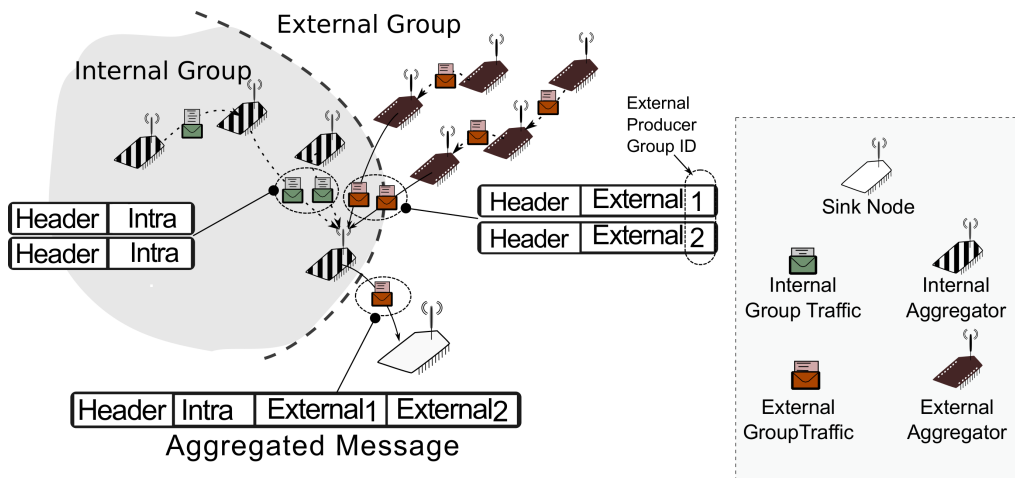 External Group
Internal Group
External
Producer
Group ID
Header Intra
Header Intra
Header External 1
Header External 2
Header Intra External1 External2
Aggregated Message
Sink Node
Internal
Group Traffic
Internal
Aggregator
External
GroupTraffic
External
Aggregator